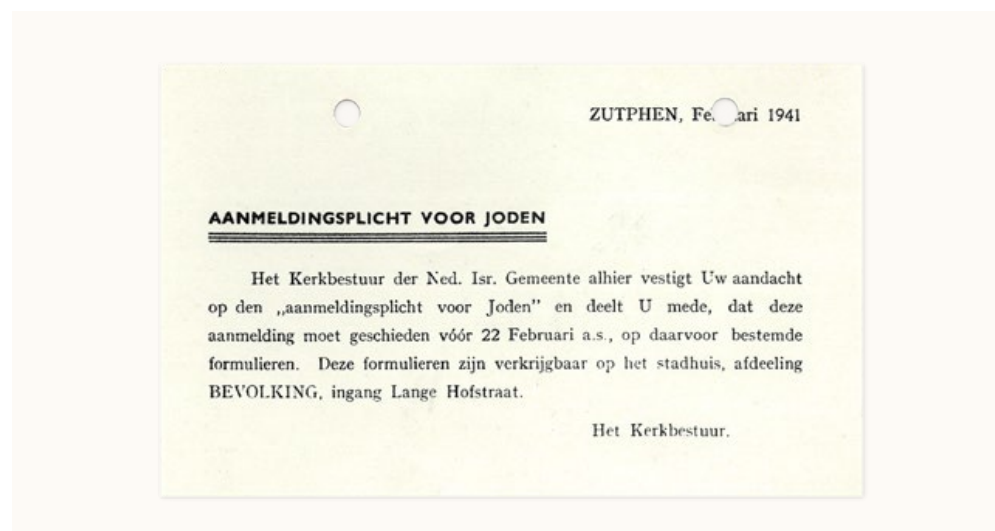 ZUTPHEN, Fe ari 1941
AANMELDINGSPLICHT VOOR JODEN
Het Kerkbestuur der Ned. Isr. Gemeente alhier vestigt Uw aandacht
op den „aanmeldingsplicht voor Joden” en deelt U mede, dat deze
aanmelding moet geschieden vóór 22 Februari a.s., op daarvoor bestemde
formulieren. Deze formulieren zijn verkrijgbaar op het stadhuis, afdeeling
BEVOLKING, ingang Lange Hofstraat.
Het Kerkbestuur.